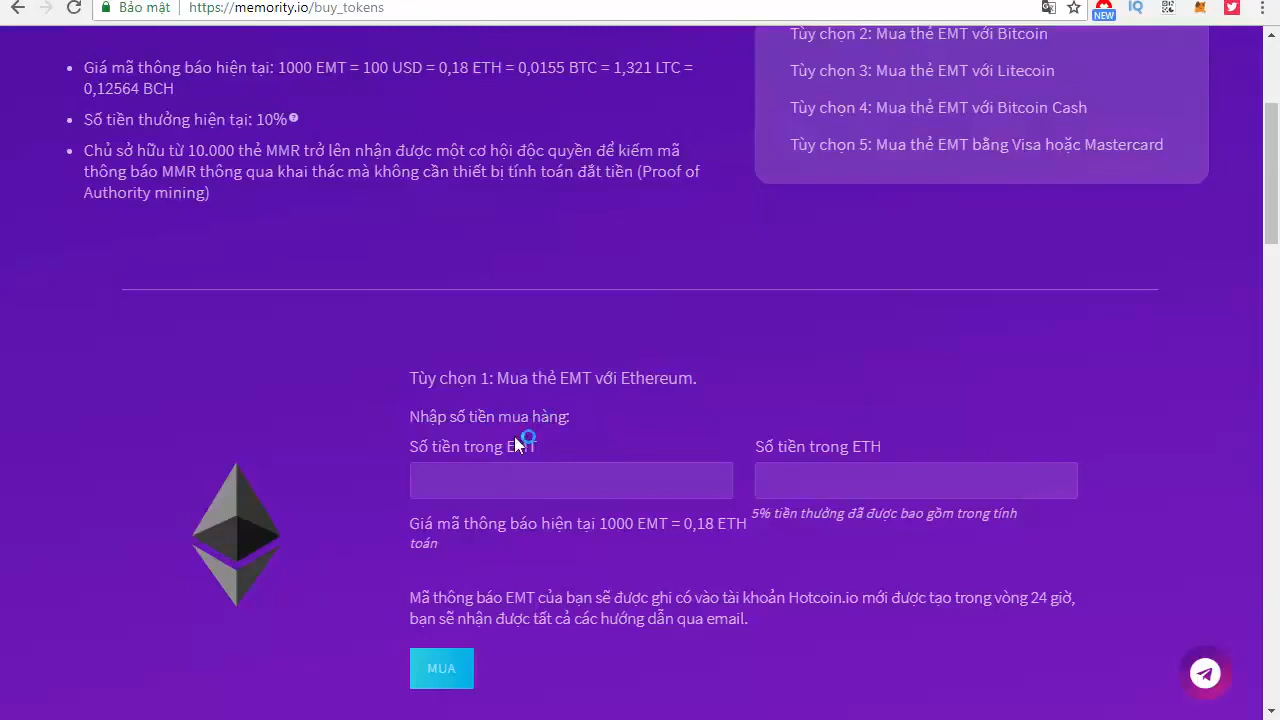 Bảo mật
https://memority.io/buy_tokens
NEW
Tùy chọn 2: Mua thẻ EMT với Bitcoin
Tùy chọn 3: Mua thẻ EMT với Litecoin
Tùy chọn 4: Mua thẻ EMT với Bitcoin Cash
Tùy chọn 5: Mua thẻ EMT bằng Visa hoặc Mastercard
Giá mã thông báo hiện tại: 1000 EMT = 100 USD = 0,18 ETH = 0,0155 BTC = 1,321 LTC =
0,12564 BCH
Số tiền thưởng hiện tại: 10%
Chủ sở hữu từ 10.000 thẻ MMR trở lên nhận được một cơ hội độc quyền để kiếm mã
thông báo MMR thông qua khai thác mà không cần thiết bị tính toán đắt tiền (Proof of
Authority mining)
Tùy chọn 1: Mua thẻ EMT với Ethereum.
Nhập số tiền mua hàng:
Số tiền trong
Số tiền trong ETH
Giá mã thông báo hiện tại 1000 EMT = 0,18 ETH
5% tiền thưởng đã được bao gồm trong tính
toán
Mã thông báo EMT của bạn sẽ được ghi có vào tài khoản Hotcoin.io mới được tạo trong vòng 24 giờ,
bạn sẽ nhận được tất cả các hướng dẫn qua email.
MUA